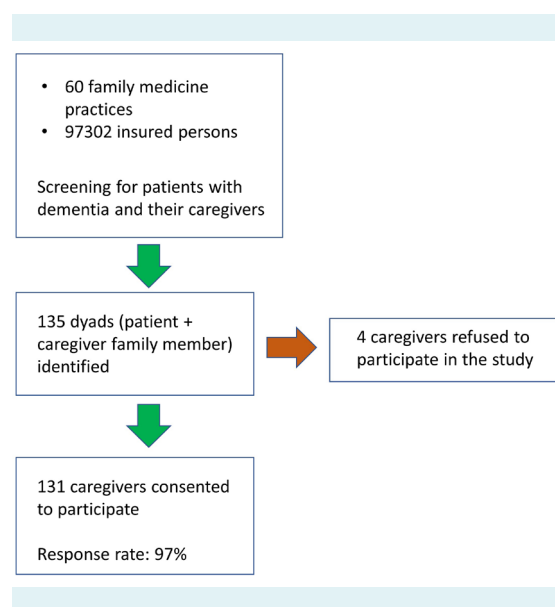 • 60 family medicine
practices
• 97302 insured persons
Screening for patients with
dementia and their caregivers
135 dyads (patient +
caregiver family member)
identified
4 caregivers refused to
participate in the study
131 caregivers consented
to participate
Response rate: 97%